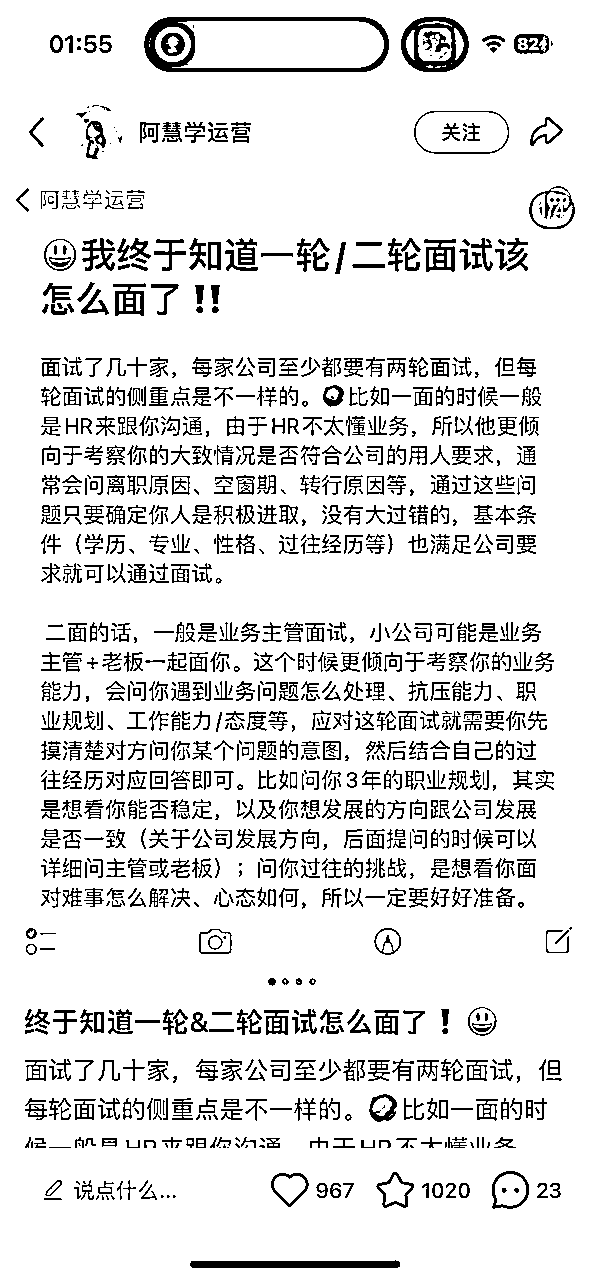 01:55
阿慧学运营
关注
阿慧学运营
😃我终于知道一轮/二轮面试该
怎么面了‼️
面试了几十家，每家公司至少都要有两轮面试，但每
轮面试的侧重点是不一样的。比如一面的时候一般
是HR来跟你沟通，由于HR不太懂业务，所以他更倾
向于考察你的大致情况是否符合公司的用人要求，通
常会问离职原因、空窗期、转行原因等，通过这些问
题只要确定你人是积极进取，没有大过错的，基本条
件（学历、专业、性格、过往经历等）也满足公司要
求就可以通过面试。
二面的话，一般是业务主管面试，小公司可能是业务
主管+老板一起面你。这个时候更倾向于考察你的业务
能力，会问你遇到业务问题怎么处理、抗压能力、职
业规划、工作能力/态度等，应对这轮面试就需要你先
摸清楚对方问你某个问题的意图，然后结合自己的过
往经历对应回答即可。比如问你3年的职业规划，其实
是想看你能否稳定，以及你想发展的方向跟公司发展
是否一致（关于公司发展方向，后面提问的时候可以
详细问主管或老板）；问你过往的挑战，是想看你面
对难事怎么解决、心态如何，所以一定要好好准备。
终于知道一轮&二轮面试怎么面了❗😃
面试了几十家，每家公司至少都要有两轮面试，但
每轮面试的侧重点是不一样的。比如一面的时
候一般是HR来跟你沟通，由于HR不太懂业务，
说点什么...
967
1020
23